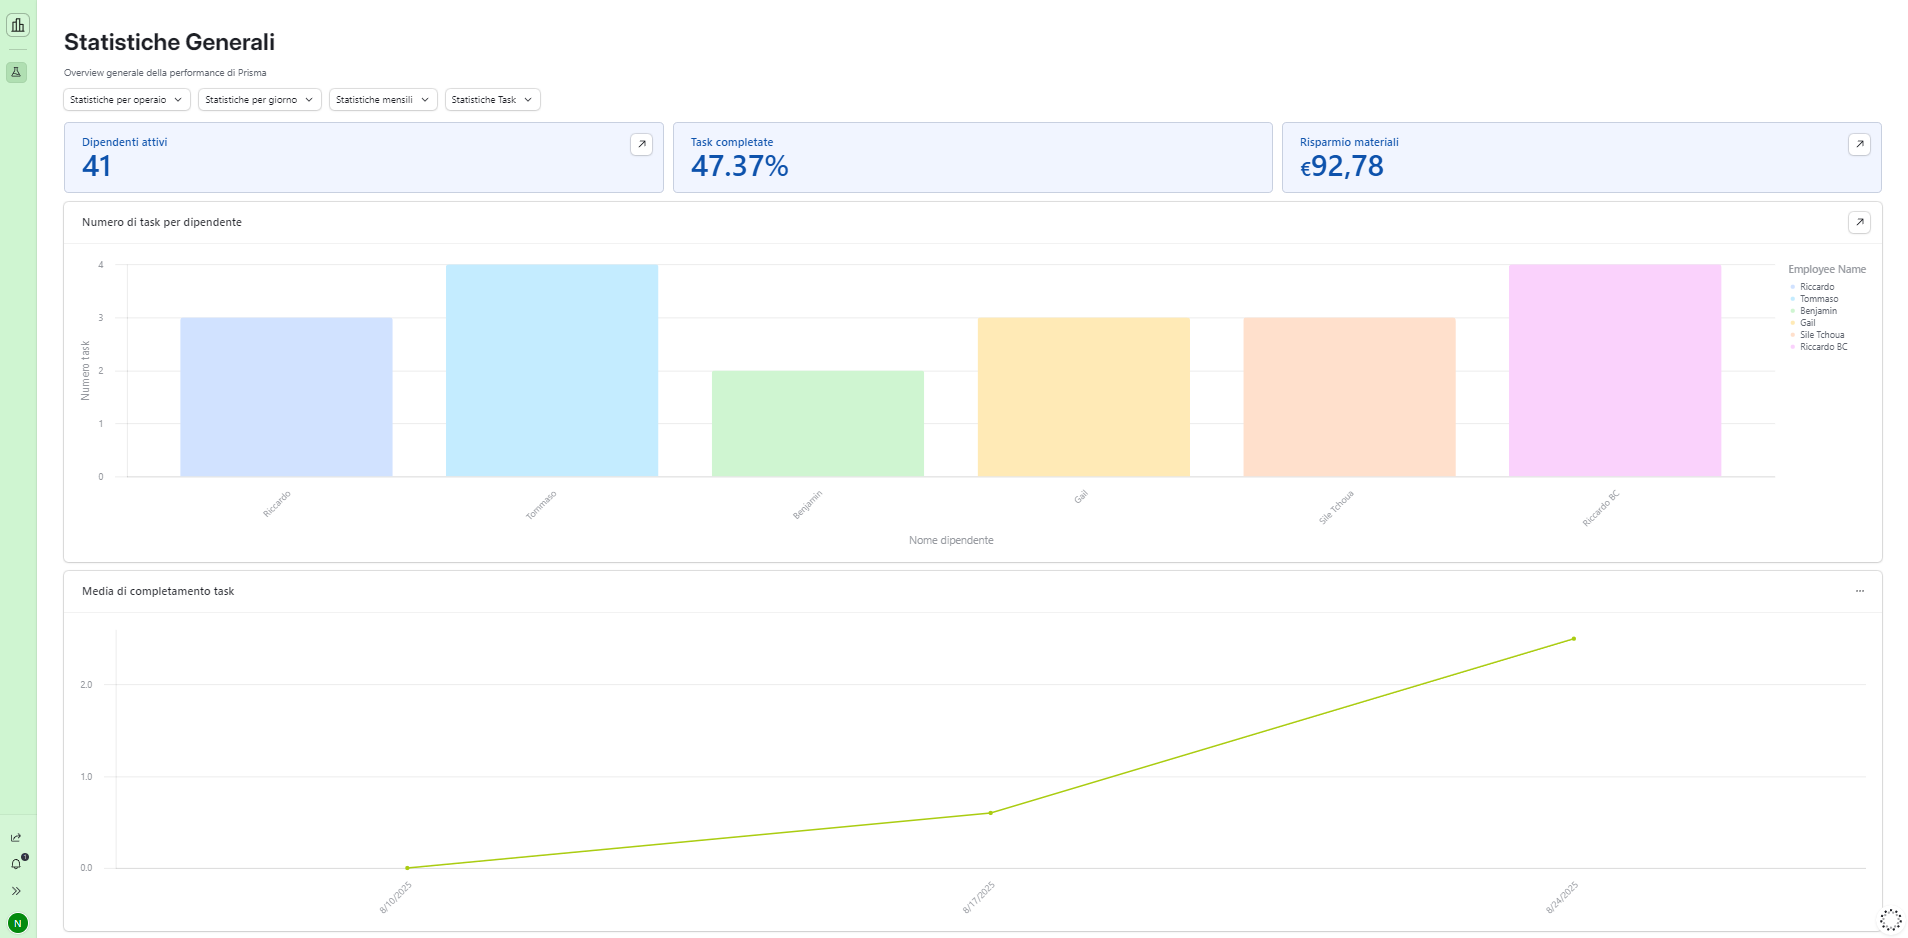 Statistiche Generali
Overview generale della performance di Prisma
Statistiche per operaio
Statistiche per giorno
Statistiche mensili
Statistiche Task
Dipendenti attivi
41
Task completate
47.37%
Risparmio materiali
€92,78
Numero di task per dipendente
Numero task
4
3
2
1
0
Riccardo
Tommaso
Benjamin
Gail
Sile Tchoua
Riccardo BC
Nome dipendente
Employee Name
Riccardo
Tommaso
Benjamin
Gail
Sile Tchoua
Riccardo BC
Media di completamento task
2.0
1.0
0.0
8/10/2025
8/17/2025
8/24/2025
1
N